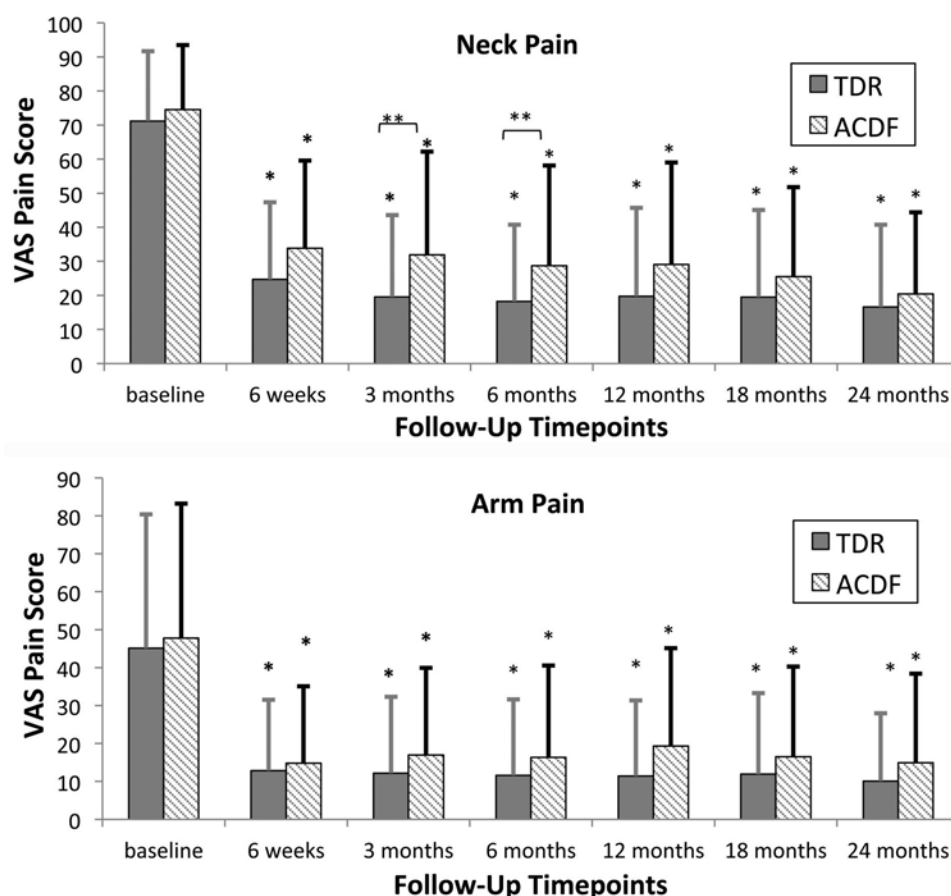 Neck Pain
VAS Pain Score
100
90
80
70
60
50
40
30
20
10
0
TDR
ACDF
* * ** * * ** * * * * * * * *
baseline 6 weeks 3 months 6 months 12 months 18 months 24 months
Follow-Up Timepoints
Arm Pain
VAS Pain Score
90
80
70
60
50
40
30
20
10
0
TDR
ACDF
* * * * * * * * * * * *
baseline 6 weeks 3 months 6 months 12 months 18 months 24 months
Follow-Up Timepoints